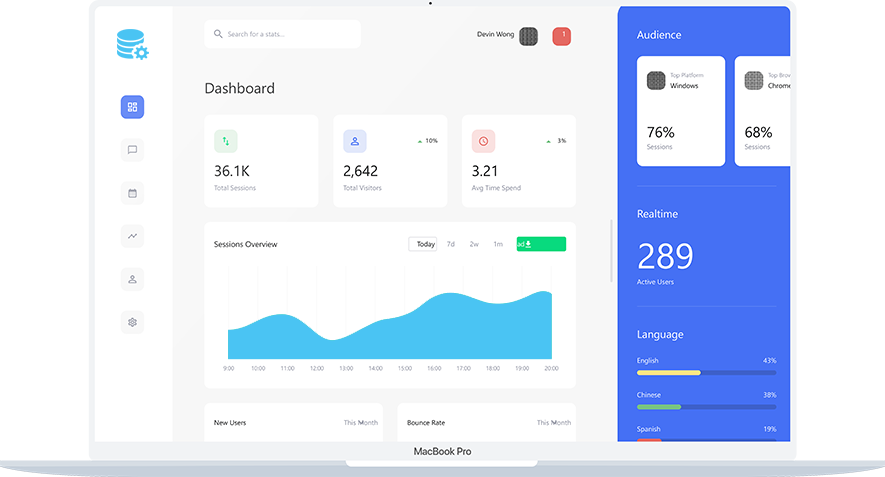 Search for a stats...
Devin Wong
1
Dashboard
36.1K
Total Sessions
10%
2,642
Total Visitors
3%
3.21
Avg Time Spend
Sessions Overview
Today 7d 2w 1m ad
9:00 10:00 11:00 12:00 13:00 14:00 15:00 16:00 17:00 18:00 19:00 20:00
New Users This Month
Bounce Rate This Month
Audience
Top Platform
Windows
76%
Sessions
Top Brow
Chrome
68%
Sessions
Realtime
289
Active Users
Language
English 43%
Chinese 38%
Spanish 19%
MacBook Pro